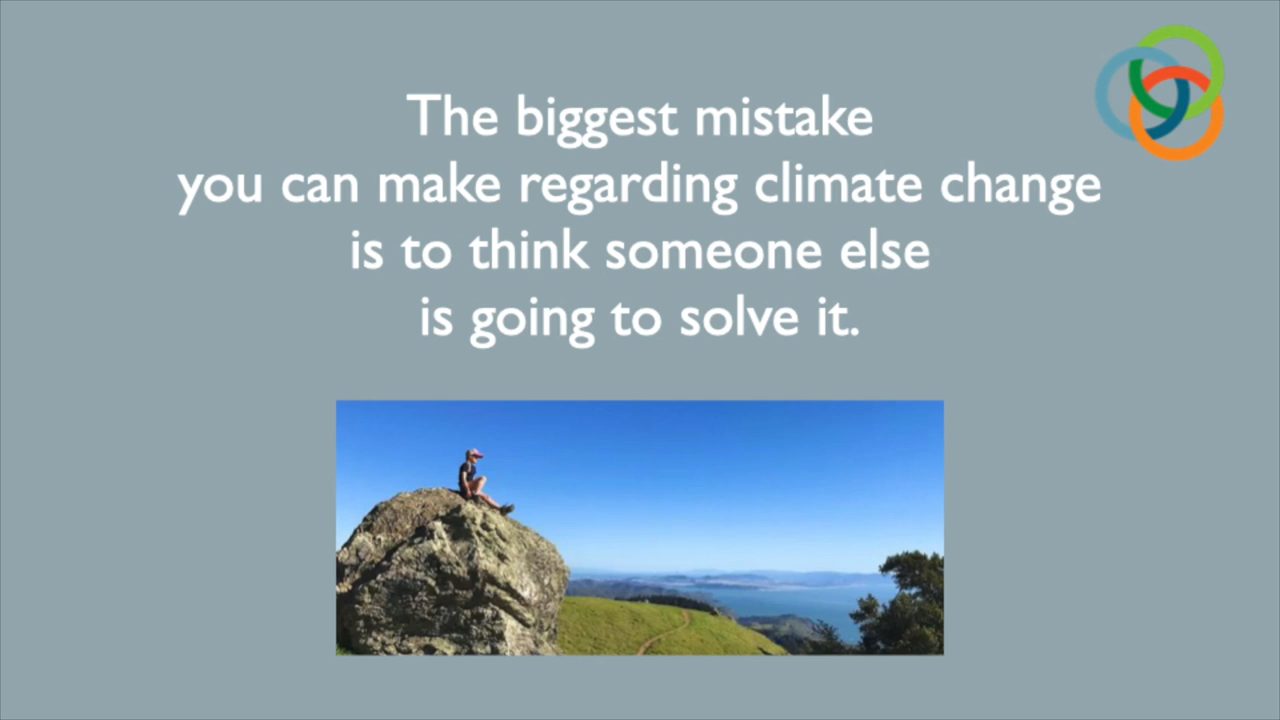 The biggest mistake
you can make regarding climate change
is to think someone else
is going to solve it.